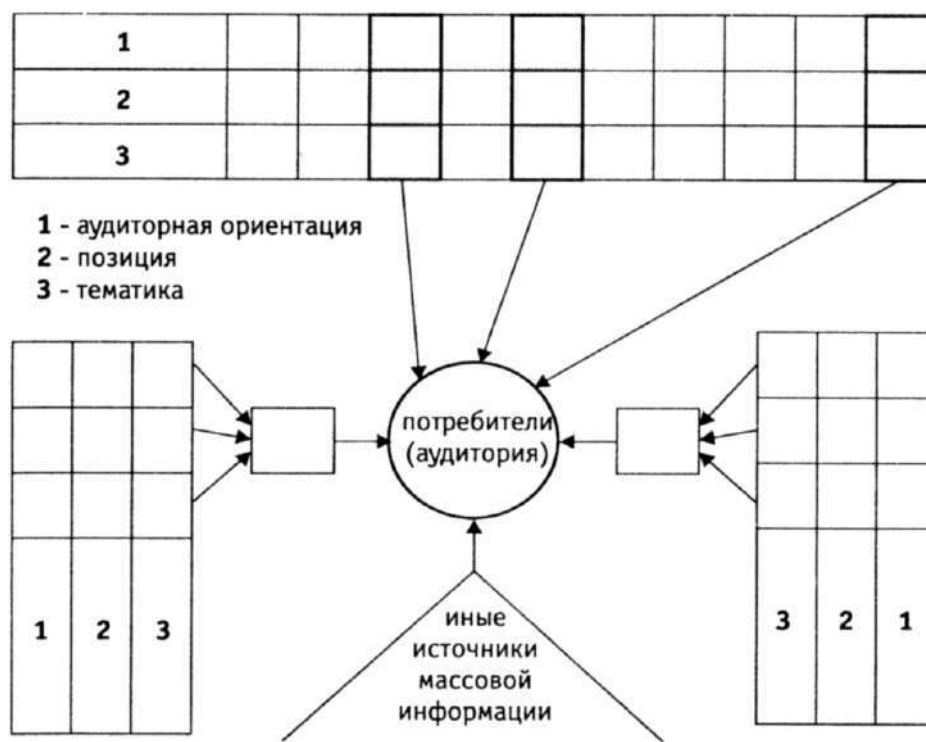 1
2
3
1 - аудиторная ориентация
2 - позиция
3 - тематика
потребители
(аудитория)
1 2 3
3 2 1
иные
источники
массовой
информации